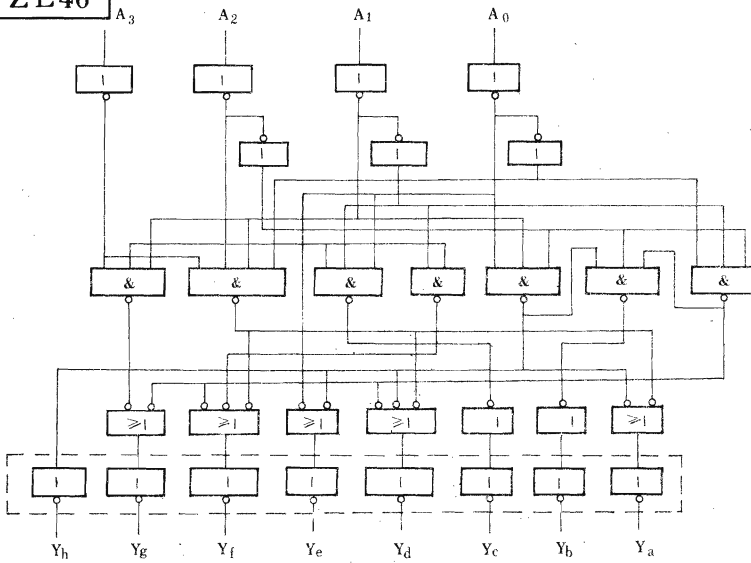 ZE46
A3 A2 A1 A0
1 1 1 1
1 1 1
& & & & & & &
≥1 ≥1 ≥1 ≥1 1 1 ≥1
1 1 1 1 1 1 1 1
Yh Yg Yf Ye Yd Yc Yb Ya